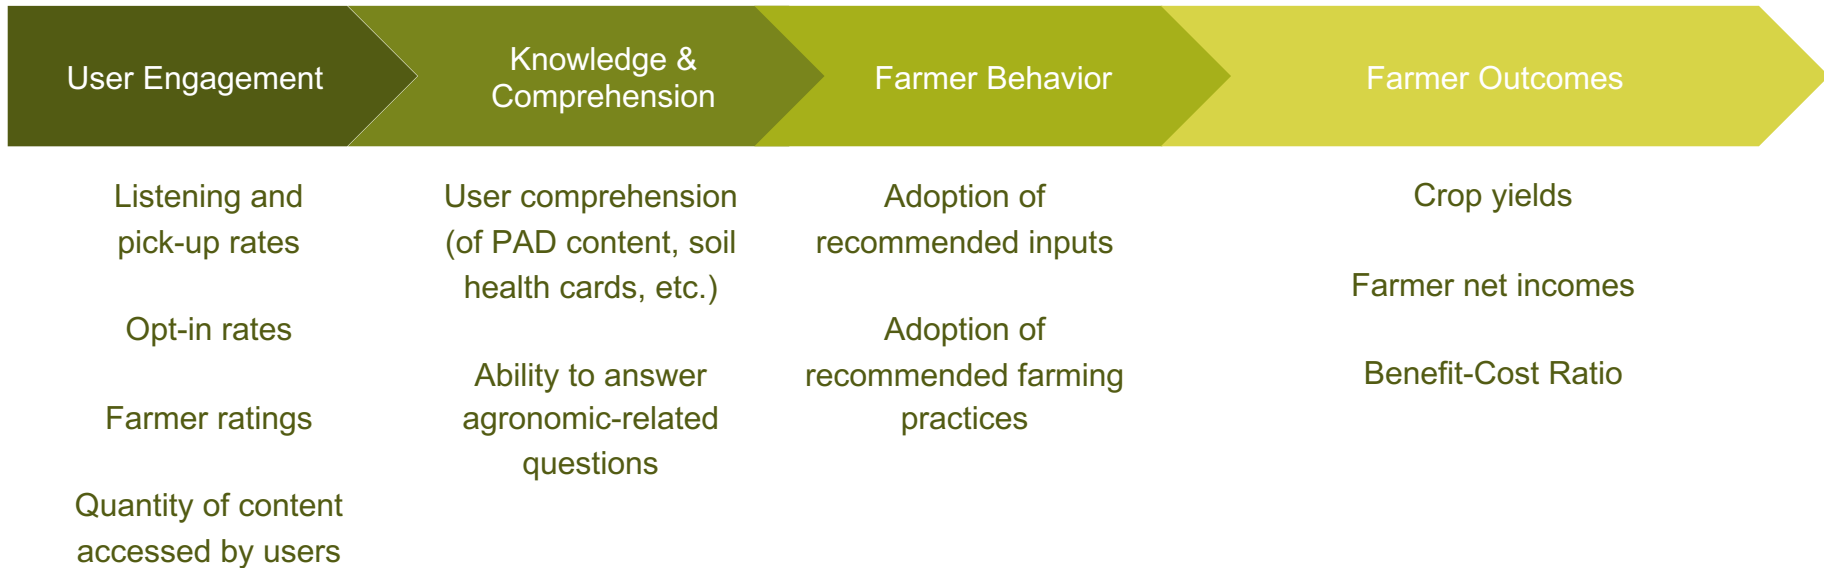 User Engagement
Knowledge &
Comprehension
Farmer Behavior
Farmer Outcomes
Listening and
pick-up rates
Opt-in rates
Farmer ratings
Quantity of content
accessed by users
User comprehension
(of PAD content, soil
health cards, etc.)
Ability to answer
agronomic-related
questions
Adoption of
recommended inputs
Adoption of
recommended farming
practices
Crop yields
Farmer net incomes
Benefit-Cost Ratio